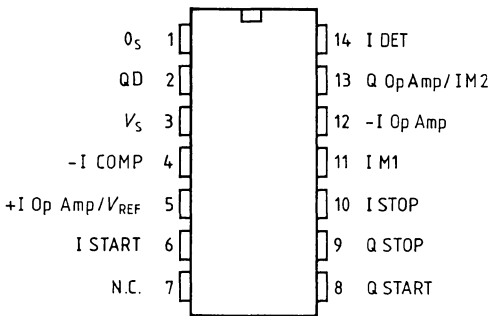 0S 1 14 I DET
QD 2 13 Q Op Amp/IM2
VS 3 12 -I Op Amp
-I COMP 4 11 I M1
+I Op Amp/VREF 5 10 I STOP
I START 6 9 Q STOP
N.C. 7 8 Q START